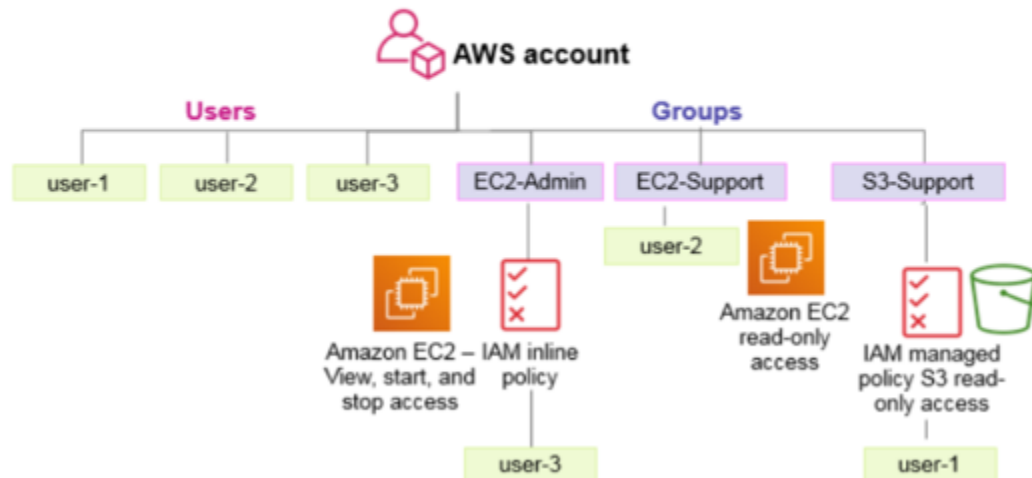 AWS account
Users
Groups
user-1
user-2
user-3
EC2-Admin
EC2-Support
S3-Support
user-2
Amazon EC2 –
View, start, and
stop access
IAM inline
policy
Amazon EC2
read-only
access
IAM managed
policy S3 read-
only access
user-3
user-1